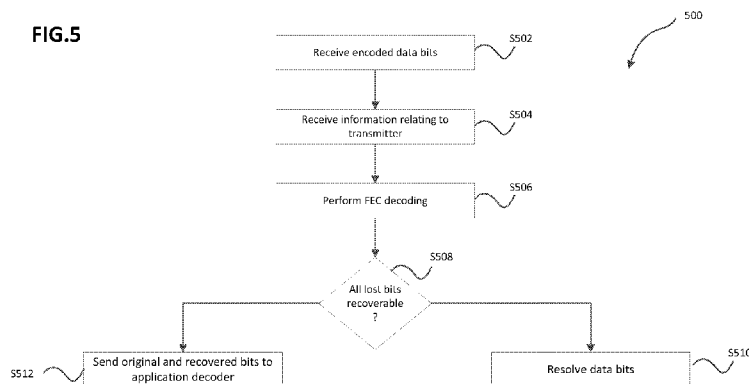 FIG.5
500
Receive encoded data bits
S502
Receive information relating to
transmitter
S504
Perform FEC decoding
S506
S508
All lost bits
recoverable
?
S512
Send original and recovered bits to
application decoder
Resolve data bits
S510